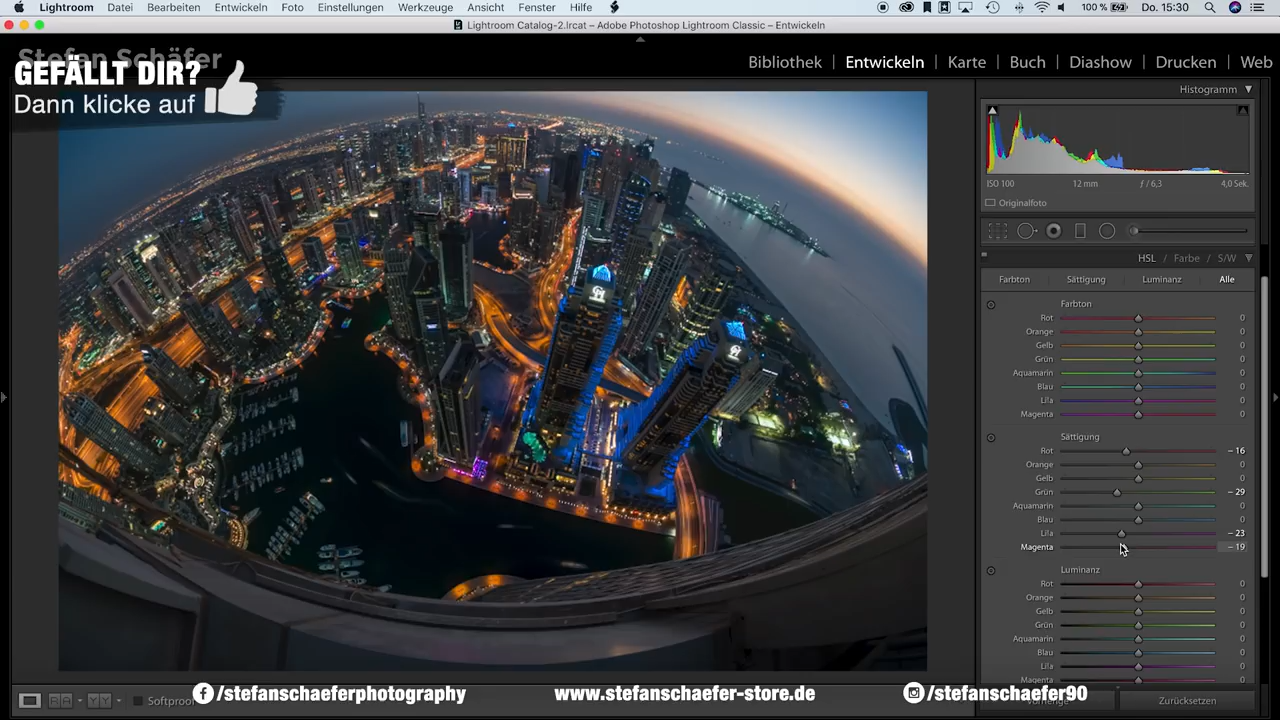 Lightroom Datei Bearbeiten Entwickeln Foto Einstellungen Werkzeuge Ansicht Fenster Hilfe 100 % Do. 15:30
Lightroom Catalog-2.lrcat – Adobe Photoshop Lightroom Classic – Entwickeln
Stefan Schäfer
GEFÄLLT DIR?
Dann klicke auf
Bibliothek | Entwickeln | Karte | Buch | Diashow | Drucken | Web
Histogramm
ISO 100 12 mm ƒ / 6,3 4,0 Sek.
Originalfoto
HSL / Farbe / S/W
Farbton Sättigung Luminanz Alle
Farbton
Rot 0
Orange 0
Gelb 0
Grün 0
Aquamarin 0
Blau 0
Lila 0
Magenta 0
Sättigung
Rot – 16
Orange 0
Gelb 0
Grün – 29
Aquamarin 0
Blau 0
Lila – 23
Magenta – 19
Luminanz
Rot 0
Orange 0
Gelb 0
Grün 0
Aquamarin 0
Blau 0
Lila 0
Magenta 0
Softproof
/stefanschaeferphotography
www.stefanschaefer-store.de
/stefanschaefer90
Vorherige Zurücksetzen